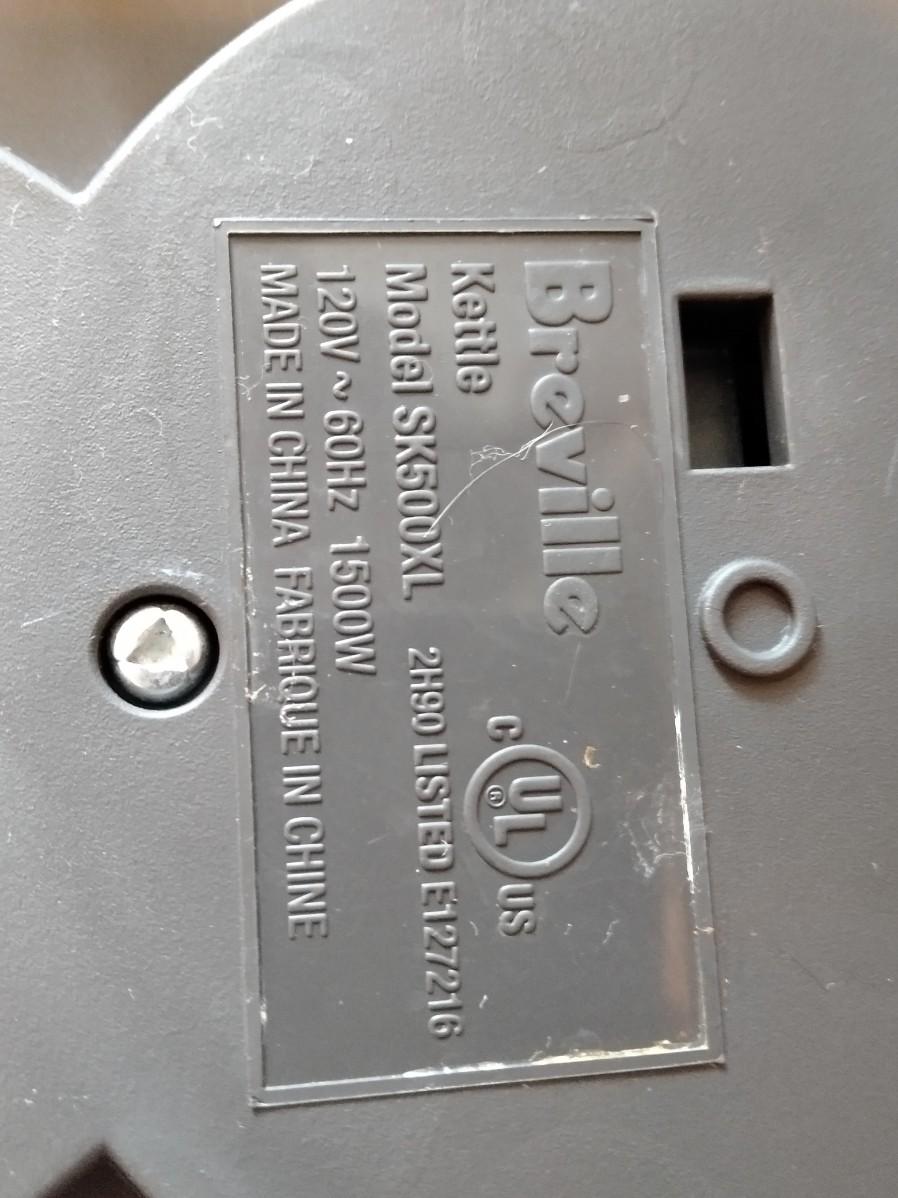 Breville
Kettle
C UL ® US
Model SK500XL 2H90 LISTED E127216
120V ~ 60Hz 1500W
MADE IN CHINA FABRIQUE IN CHINE